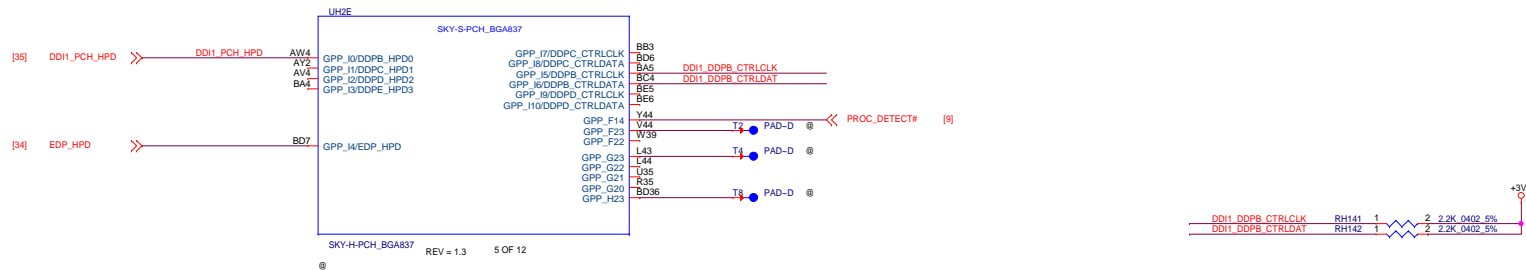 UH2E
SKY-S-PCH_BGA837
[35] DDI1_PCH_HPD DDI1_PCH_HPD AW4 GPP_I0/DDPB_HPD0
AY2 GPP_I1/DDPC_HPD1
AV4 GPP_I2/DDPD_HPD2
BA4 GPP_I3/DDPE_HPD3
[34] EDP_HPD BD7 GPP_I4/EDP_HPD
GPP_I7/DDPC_CTRLCLK BB3
GPP_I8/DDPC_CTRLDATA BD6
GPP_I5/DDPB_CTRLCLK BA5 DDI1_DDPB_CTRLCLK
GPP_I6/DDPB_CTRLDATA BC4 DDI1_DDPB_CTRLDAT
GPP_I9/DDPD_CTRLCLK BE5
GPP_I10/DDPD_CTRLDATA BE6
GPP_F14 Y44 PROC_DETECT# [9]
GPP_F23 V44 T2 PAD~D @
GPP_F22 W39
GPP_G23 L43 T4 PAD~D @
GPP_G22 L44
GPP_G21 U35
GPP_G20 R35
GPP_H23 BD36 T8 PAD~D @
SKY-H-PCH_BGA837
REV = 1.3 5 OF 12
@
+3V
DDI1_DDPB_CTRLCLK RH141 1 2 2.2K_0402_5%
DDI1_DDPB_CTRLDAT RH142 1 2 2.2K_0402_5%